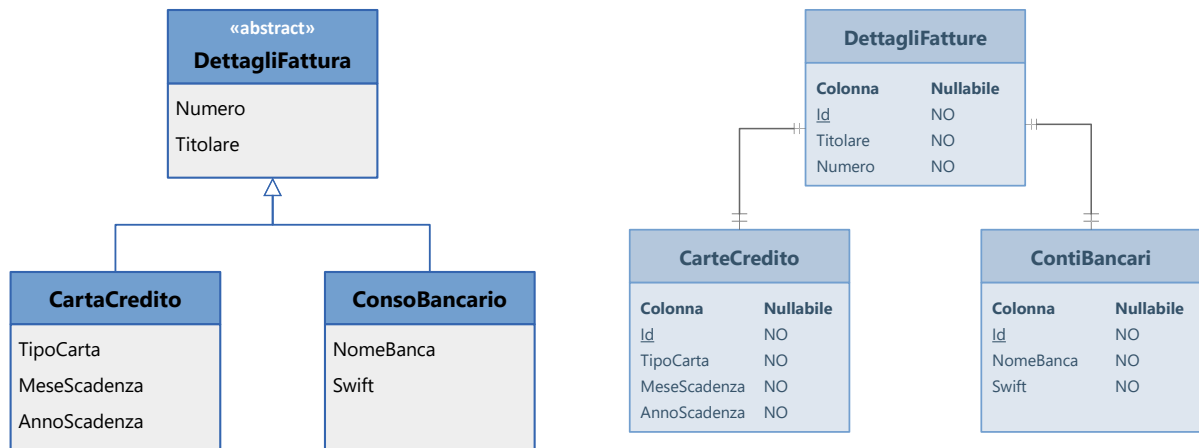 «abstract»
DettagliFattura
Numero
Titolare
CartaCredito
TipoCarta
MeseScadenza
AnnoScadenza
ConsoBancario
NomeBanca
Swift
DettagliFatture
Colonna Nullabile
Id NO
Titolare NO
Numero NO
CarteCredito
Colonna Nullabile
Id NO
TipoCarta NO
MeseScadenza NO
AnnoScadenza NO
ContiBancari
Colonna Nullabile
Id NO
NomeBanca NO
Swift NO